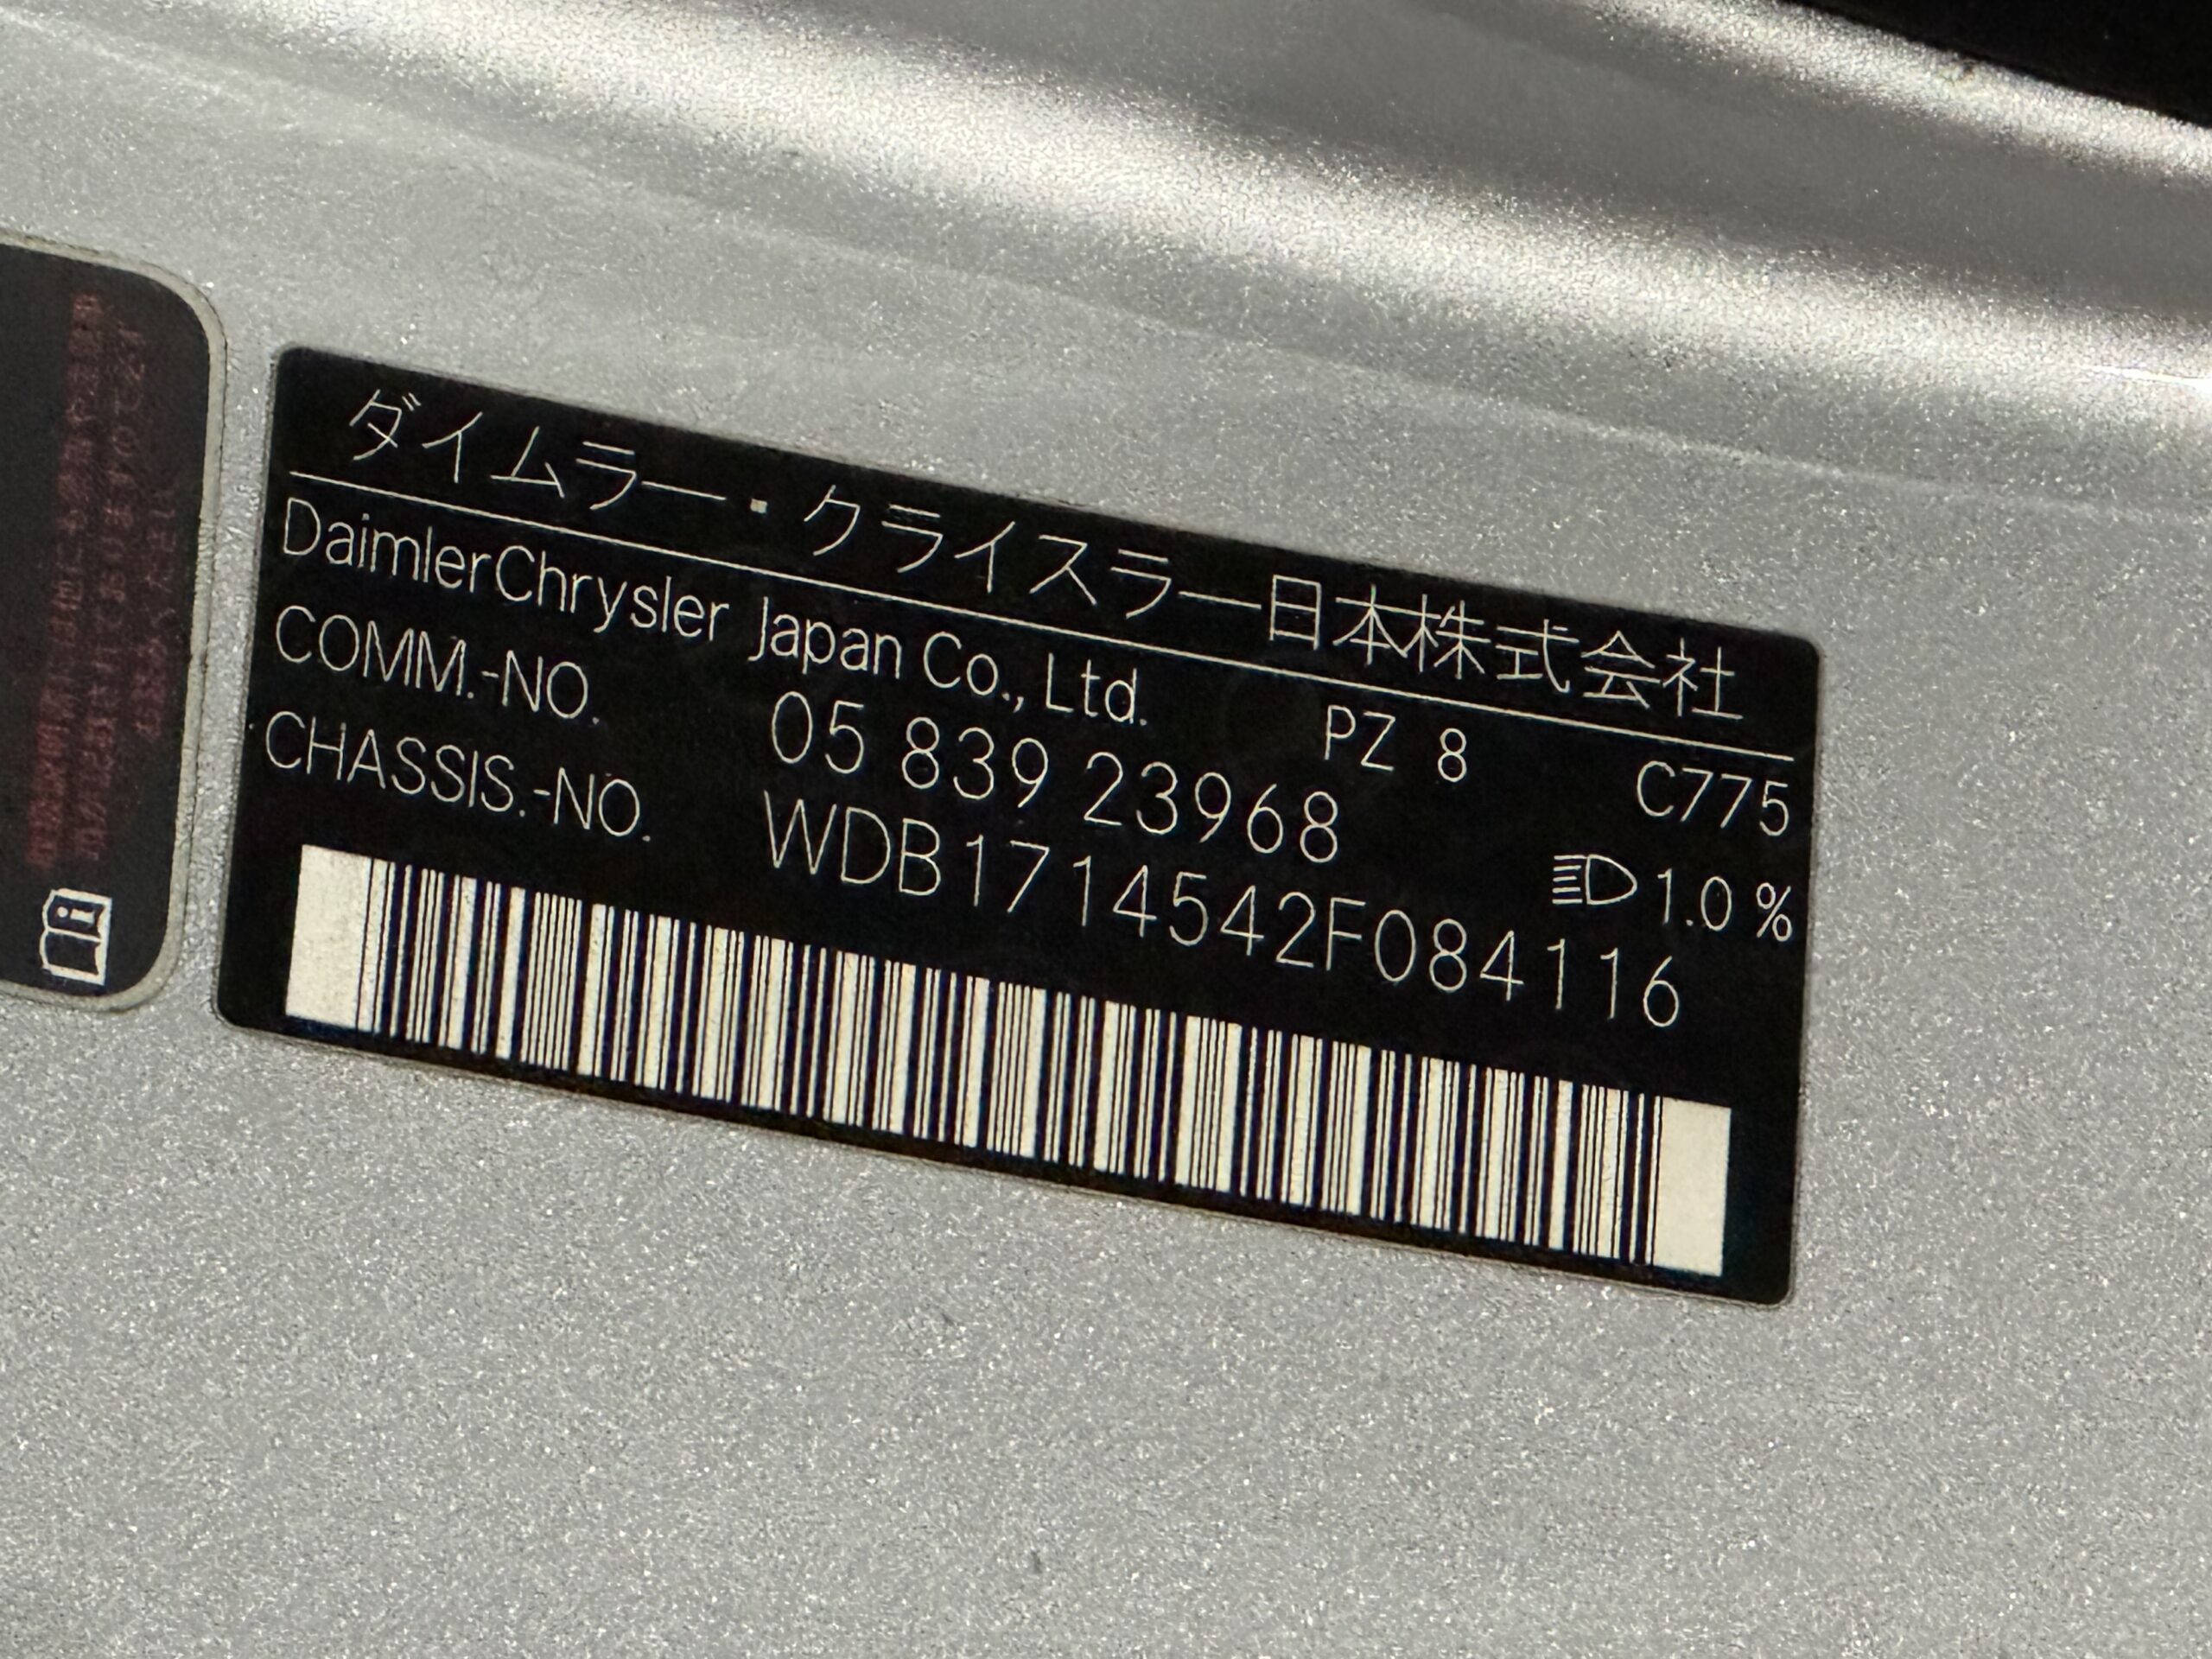 ダイムラー・クライスラー日本株式会社
DaimlerChrysler Japan Co., Ltd. PZ 8 C775
COMM.-NO. 05 839 23968 1.0 %
CHASSIS.-NO. WDB1714542F084116